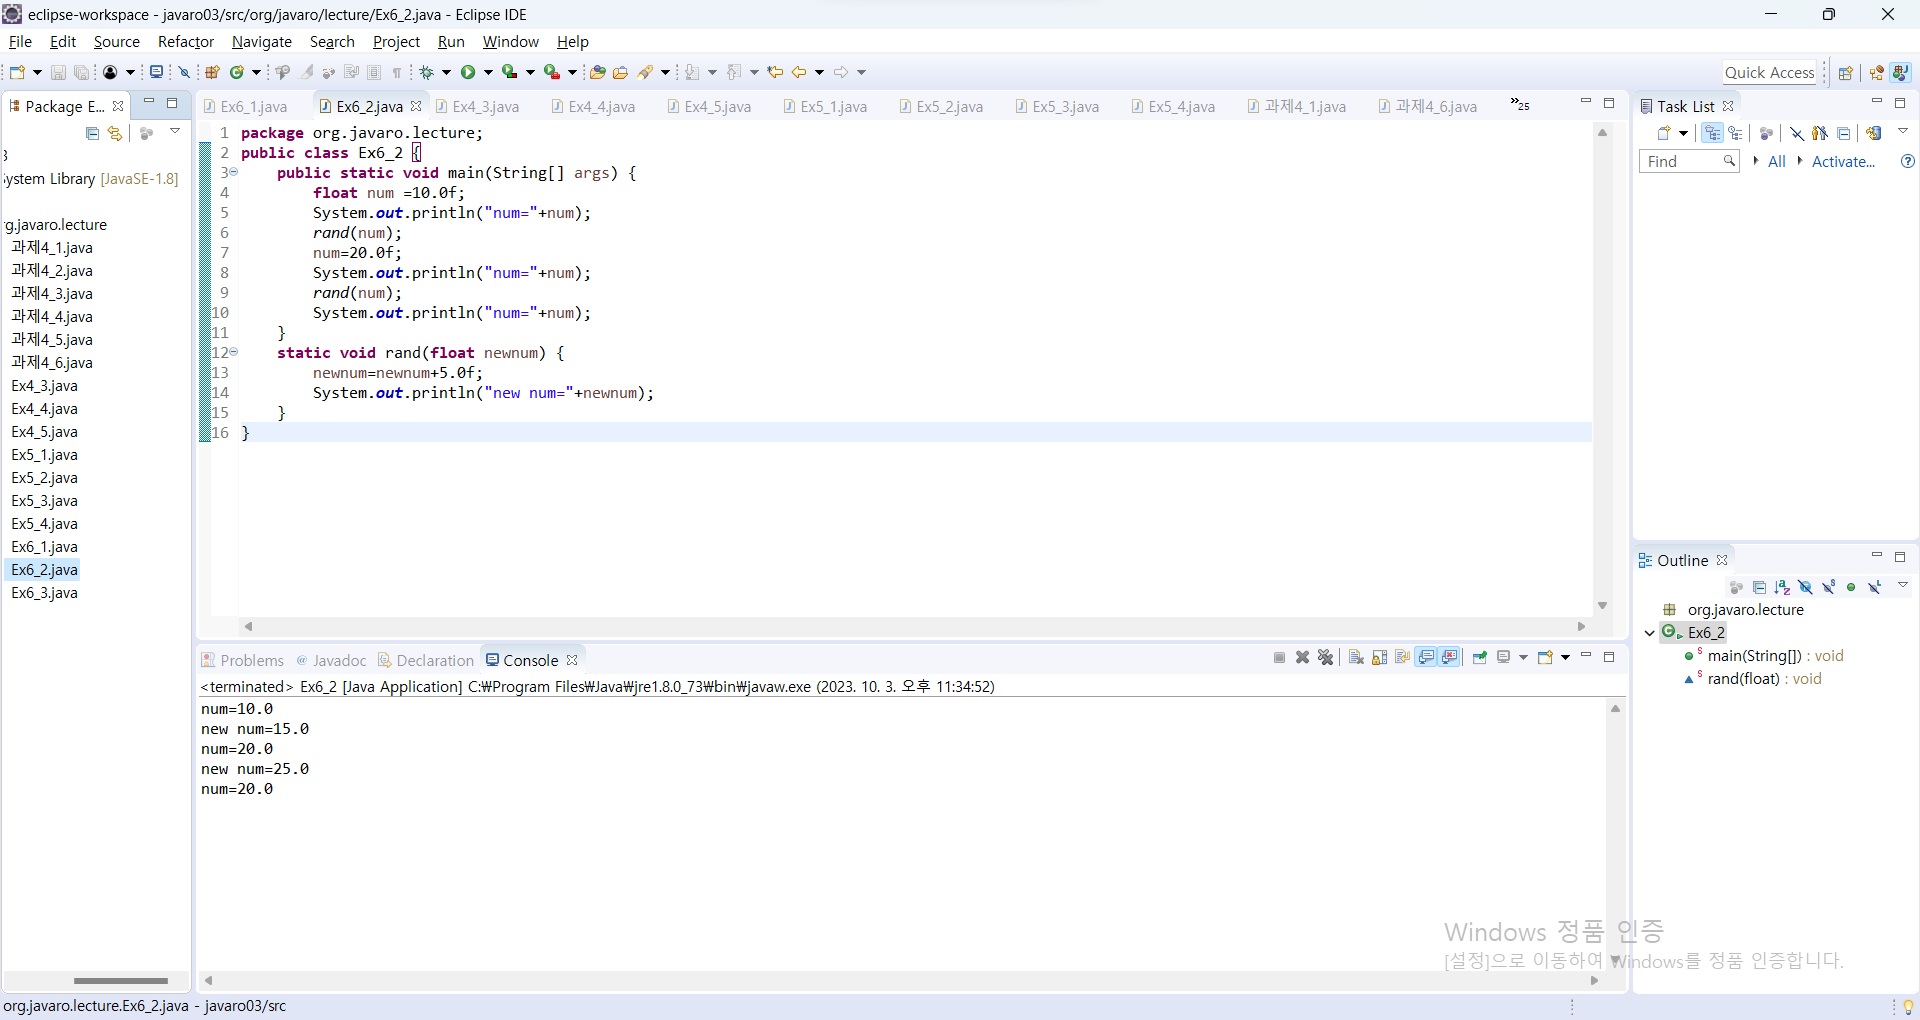 eclipse-workspace - javaro03/src/org/javaro/lecture/Ex6_2.java - Eclipse IDE
File Edit Source Refactor Navigate Search Project Run Window Help
Quick Access
Package E...
3
ystem Library [JavaSE-1.8]
g.javaro.lecture
과제4_1.java
과제4_2.java
과제4_3.java
과제4_4.java
과제4_5.java
과제4_6.java
Ex4_3.java
Ex4_4.java
Ex4_5.java
Ex5_1.java
Ex5_2.java
Ex5_3.java
Ex5_4.java
Ex6_1.java
Ex6_2.java
Ex6_3.java
Ex6_1.java Ex6_2.java Ex4_3.java Ex4_4.java Ex4_5.java Ex5_1.java Ex5_2.java Ex5_3.java Ex5_4.java 과제4_1.java 과제4_6.java »25
1 package org.javaro.lecture;
2 public class Ex6_2 {
3 public static void main(String[] args) {
4 float num =10.0f;
5 System.out.println("num="+num);
6 rand(num);
7 num=20.0f;
8 System.out.println("num="+num);
9 rand(num);
10 System.out.println("num="+num);
11 }
12 static void rand(float newnum) {
13 newnum=newnum+5.0f;
14 System.out.println("new num="+newnum);
15 }
16 }
Problems @ Javadoc Declaration Console
<terminated> Ex6_2 [Java Application] C:₩Program Files₩Java₩jre1.8.0_73₩bin₩javaw.exe (2023. 10. 3. 오후 11:34:52)
num=10.0
new num=15.0
num=20.0
new num=25.0
num=20.0
Task List
Find All Activate...
Outline
org.javaro.lecture
Ex6_2
main(String[]) : void
rand(float) : void
Windows 정품 인증
[설정]으로 이동하여 Windows를 정품 인증합니다.
org.javaro.lecture.Ex6_2.java - javaro03/src